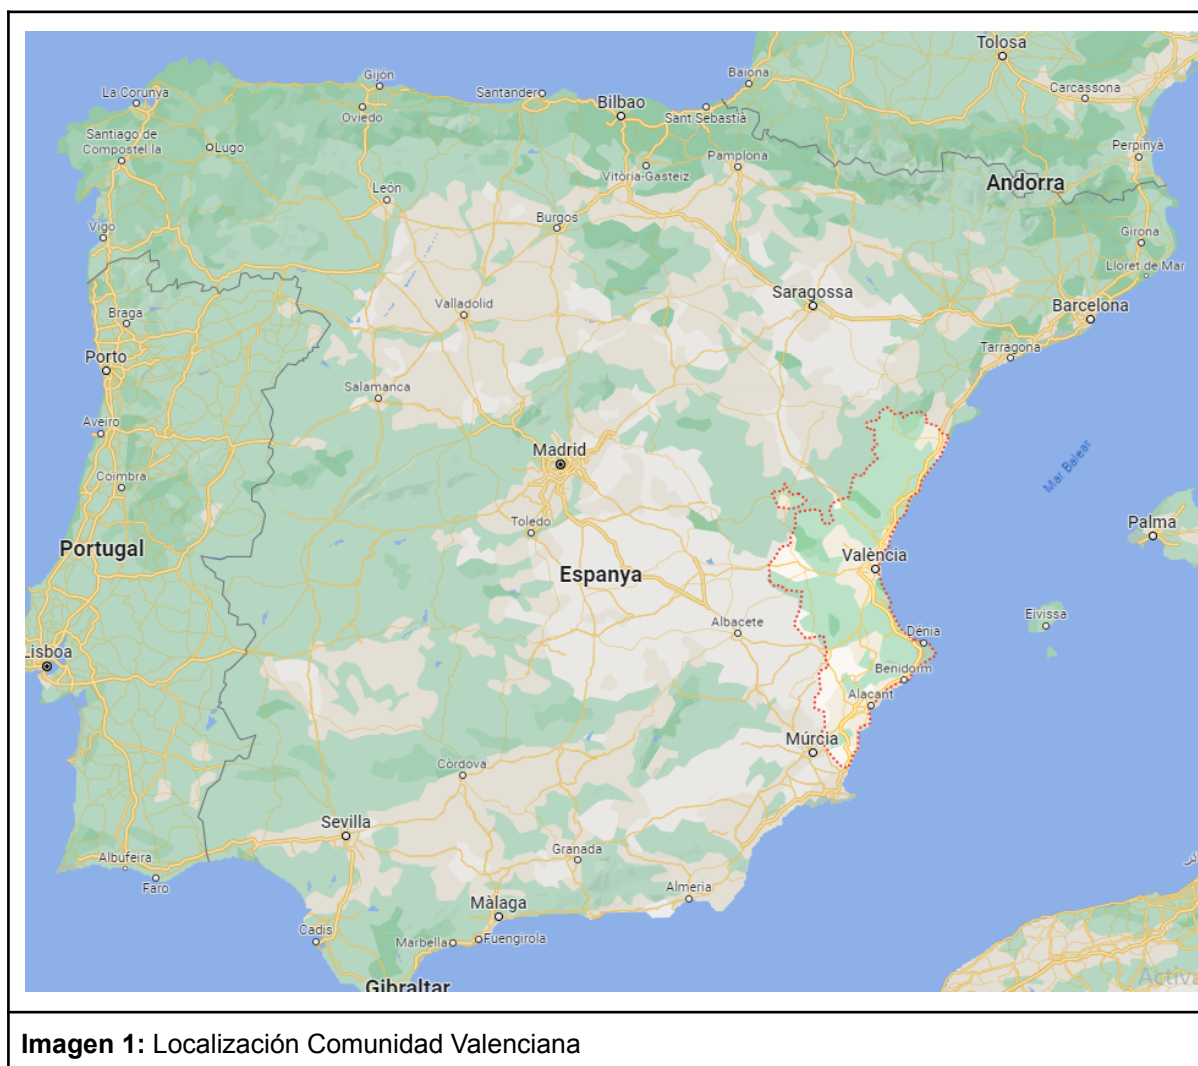 Tolosa
Gijón
Baiona
La Corunya
Santander
Carcassona
Bilbao
Oviedo
Sant Sebastià
Santiago de
Compostel·la
Lugo
Perpinyà
Pamplona
Vitòria-Gasteiz
Andorra
León
Burgos
Vigo
Girona
Lloret de Mar
Saragossa
Valladolid
Barcelona
Braga
Tarragona
Porto
Salamanca
Aveiro
Madrid
Mar Balear
Coimbra
Toledo
Palma
Portugal
València
Espanya
Eivissa
Albacete
Dénia
Lisboa
Benidorm
Alacant
Múrcia
Còrdova
Sevilla
Granada
Albufeira
Faro
Almeria
Màlaga
Cadis
Marbella
Fuengirola
Gibraltar
Activa
Imagen 1: Localización Comunidad Valenciana